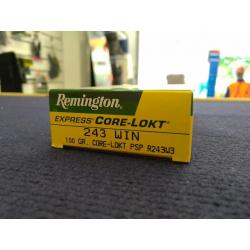 Remington
EXPRESS CORE-LOKT
243 WIN
100 GR. CORE-LOKT PSP R243W3